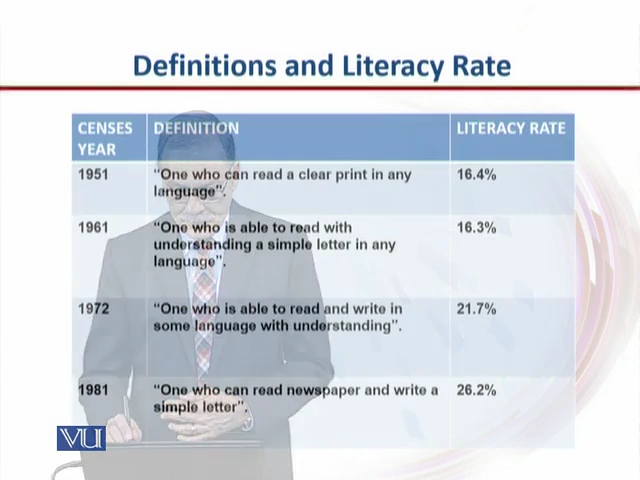 Definitions and Literacy Rate
CENSES YEAR DEFINITION LITERACY RATE
1951 “One who can read a clear print in any language”. 16.4%
1961 “One who is able to read with understanding a simple letter in any language”. 16.3%
1972 “One who is able to read and write in some language with understanding”. 21.7%
1981 “One who can read newspaper and write a simple letter”. 26.2%
VU